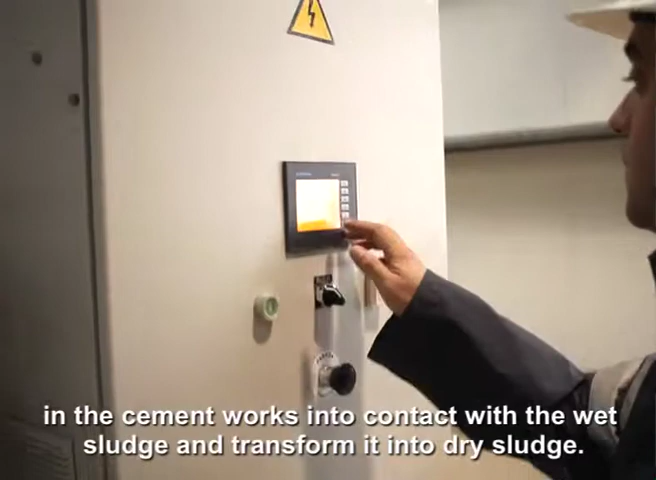 in the cement works into contact with the wet
sludge and transform it into dry sludge.